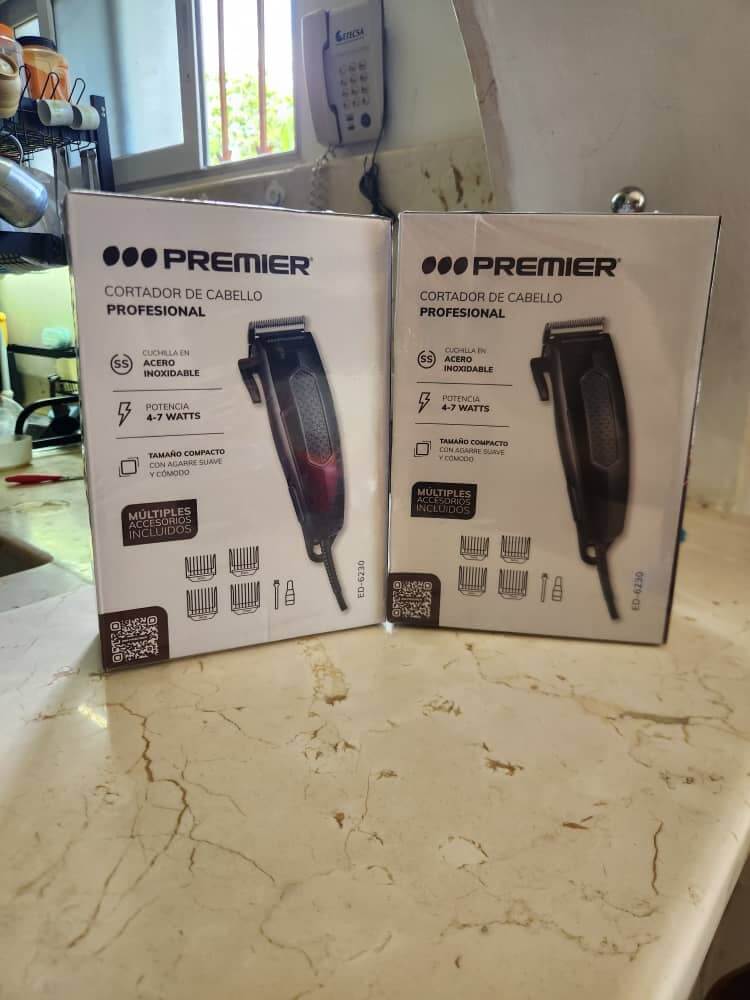 ETECSA
PREMIER
CORTADOR DE CABELLO
PROFESIONAL
SS
CUCHILLA EN
ACERO
INOXIDABLE
POTENCIA
4-7 WATTS
TAMAÑO COMPACTO
CON AGARRE SUAVE
Y CÓMODO
MÚLTIPLES
ACCESORIOS
INCLUIDOS
ED-6230
PREMIER
CORTADOR DE CABELLO
PROFESIONAL
SS
CUCHILLA EN
ACERO
INOXIDABLE
POTENCIA
4-7 WATTS
TAMAÑO COMPACTO
CON AGARRE SUAVE
Y CÓMODO
MÚLTIPLES
ACCESORIOS
INCLUIDOS
ED-6230